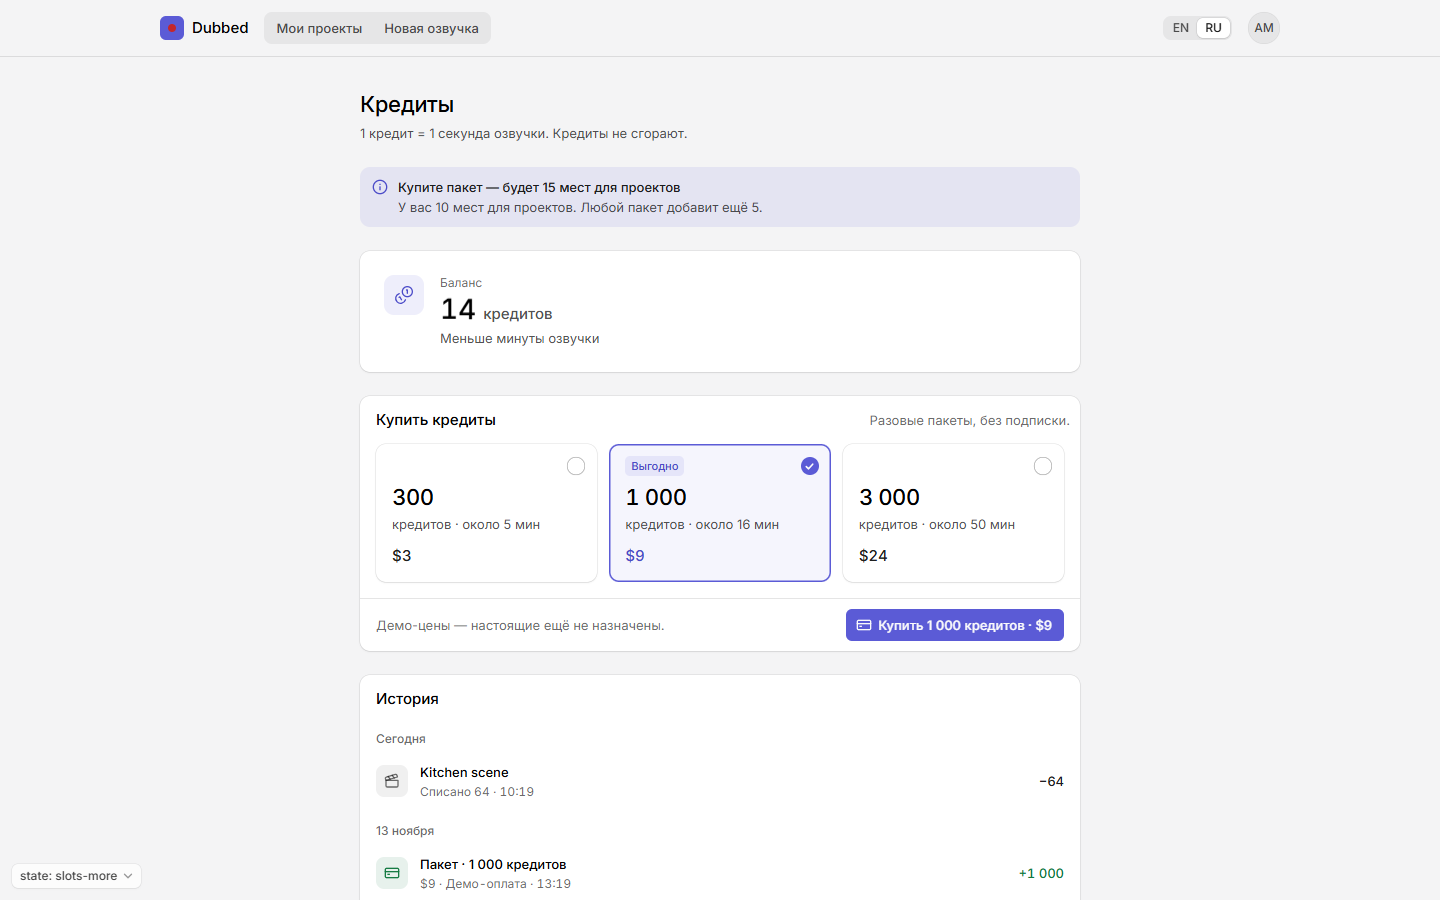 Dubbed
Мои проекты
Новая озвучка
EN
RU
AM
Кредиты
1 кредит = 1 секунда озвучки. Кредиты не сгорают.
Купите пакет — будет 15 мест для проектов
У вас 10 мест для проектов. Любой пакет добавит ещё 5.
Баланс
14 кредитов
Меньше минуты озвучки
Купить кредиты
Разовые пакеты, без подписки.
300
кредитов · около 5 мин
$3
Выгодно
1 000
кредитов · около 16 мин
$9
3 000
кредитов · около 50 мин
$24
Демо-цены — настоящие ещё не назначены.
Купить 1 000 кредитов · $9
История
Сегодня
Kitchen scene
Списано 64 · 10:19
−64
13 ноября
Пакет · 1 000 кредитов
$9 · Демо-оплата · 13:19
+1 000
state: slots-more